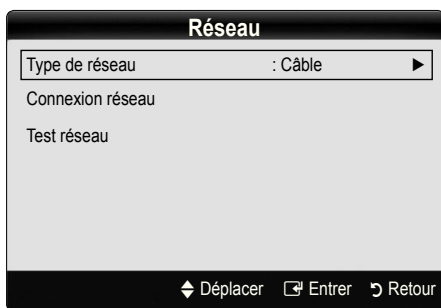 Réseau
Type de réseau : Câble ►
Connexion réseau
Test réseau
Déplacer Entrer Retour